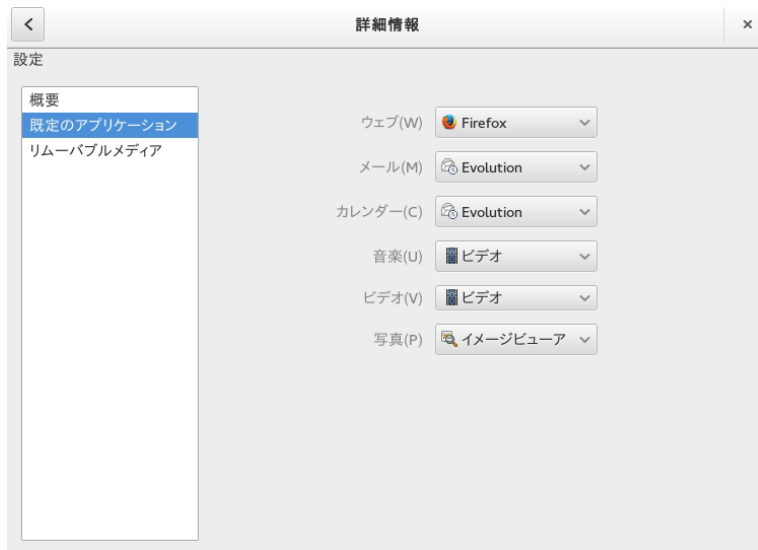 詳細情報
設定
概要
既定のアプリケーション
リムーバブルメディア
ウェブ(W) Firefox
メール(M) Evolution
カレンダー(C) Evolution
音楽(U) ビデオ
ビデオ(V) ビデオ
写真(P) イメージビューア